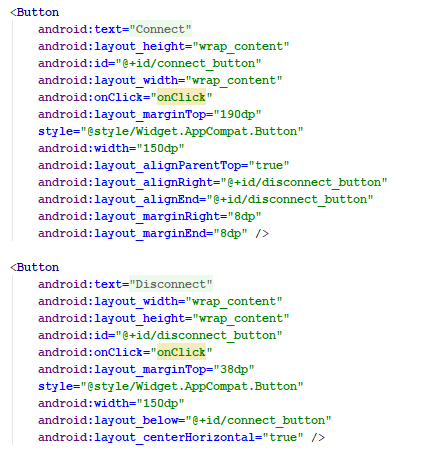 <Button
android:text="Connect"
android:layout_height="wrap_content"
android:id="@+id/connect_button"
android:layout_width="wrap_content"
android:onClick="onClick"
android:layout_marginTop="190dp"
style="@style/Widget.AppCompat.Button"
android:width="150dp"
android:layout_alignParentTop="true"
android:layout_alignRight="@+id/disconnect_button"
android:layout_alignEnd="@+id/disconnect_button"
android:layout_marginRight="8dp"
android:layout_marginEnd="8dp" />
<Button
android:text="Disconnect"
android:layout_width="wrap_content"
android:layout_height="wrap_content"
android:id="@+id/disconnect_button"
android:onClick="onClick"
android:layout_marginTop="38dp"
style="@style/Widget.AppCompat.Button"
android:width="150dp"
android:layout_below="@+id/connect_button"
android:layout_centerHorizontal="true" />